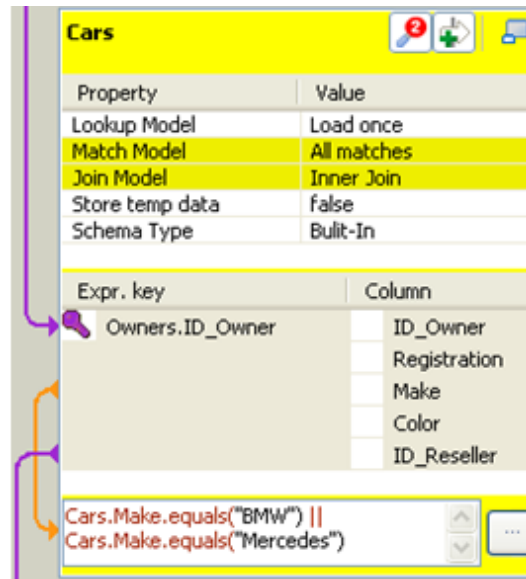 Cars
2
Property Value
Lookup Model Load once
Match Model All matches
Join Model Inner Join
Store temp data false
Schema Type Bulit-In
Expr. key Column
Owners.ID_Owner ID_Owner
Registration
Make
Color
ID_Reseller
Cars.Make.equals("BMW") ||
Cars.Make.equals("Mercedes")
...